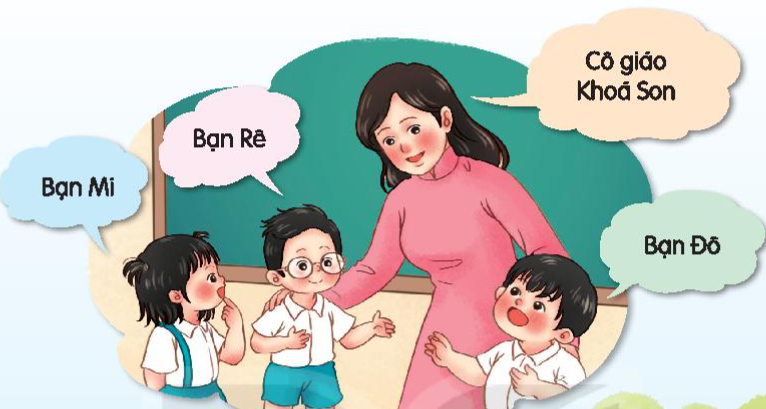 Cô giáo
Khoá Son
Bạn Rê
Bạn Mi
Bạn Đô